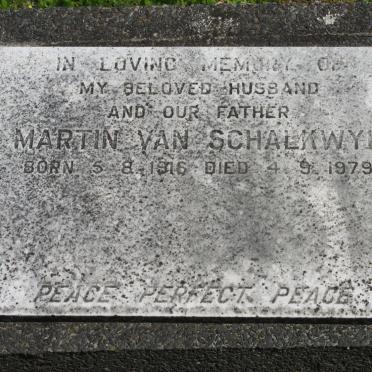 IN LOVING MEMORY OF
MY BELOVED HUSBAND
AND OUR FATHER
MARTIN VAN SCHALKWYK
BORN 5 8 1916 DIED 4 9 1979
PEACE PERFECT PEACE